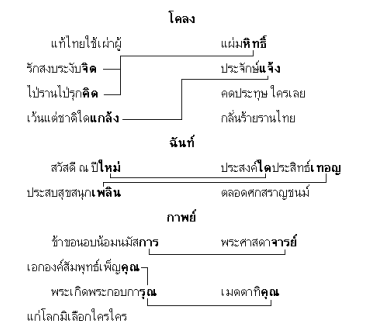 โคลง
แท้ไทยใช้เผ่าผู้ แผ่มหิทธิ์
รักสงบระงับจิต ประจักษ์แจ้ง
ไป่รานไป่รุกคิด คดประทุษ ใครเลย
เว้นแต่ชาติใดแกล้ง กลั่นร้ายรานไทย
ฉันท์
สวัสดี ณ ปีใหม่ ประสงค์ใดประสิทธ์เทอญ
ประสบสุขสนุกเพลิน ตลอดศกสราญชนม์
กาพย์
ข้าขอนอบน้อมนมัสการ พระศาสดาจารย์
เอกองค์สัมพุทธ์เพ็ญคุณ
พระเกิดพระกอบการุณ เมตตาทิคุณ
แก่โลกมิเลือกใครใคร